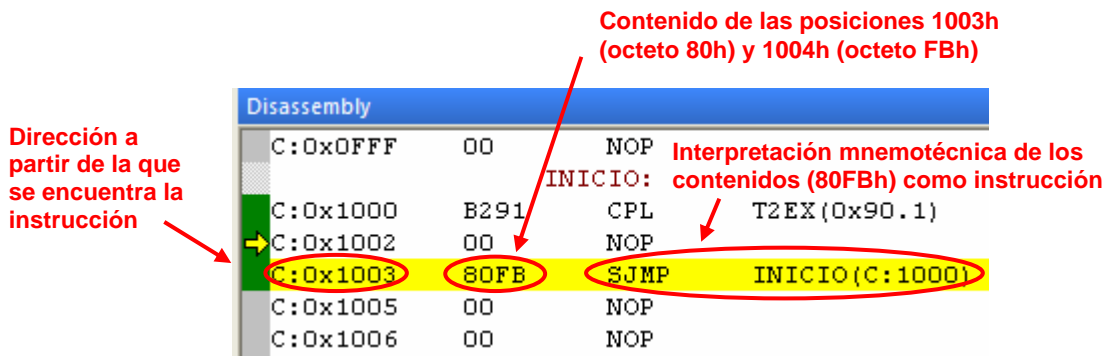 Contenido de las posiciones 1003h
(octeto 80h) y 1004h (octeto FBh)
Disassembly
Dirección a
partir de la que
se encuentra la
instrucción
C:0x0FFF 00 NOP
Interpretación mnemotécnica de los
contenidos (80FBh) como instrucción
INICIO:
C:0x1000 B291 CPL T2EX(0x90.1)
C:0x1002 00 NOP
C:0x1003 80FB SJMP INICIO(C:1000)
C:0x1005 00 NOP
C:0x1006 00 NOP